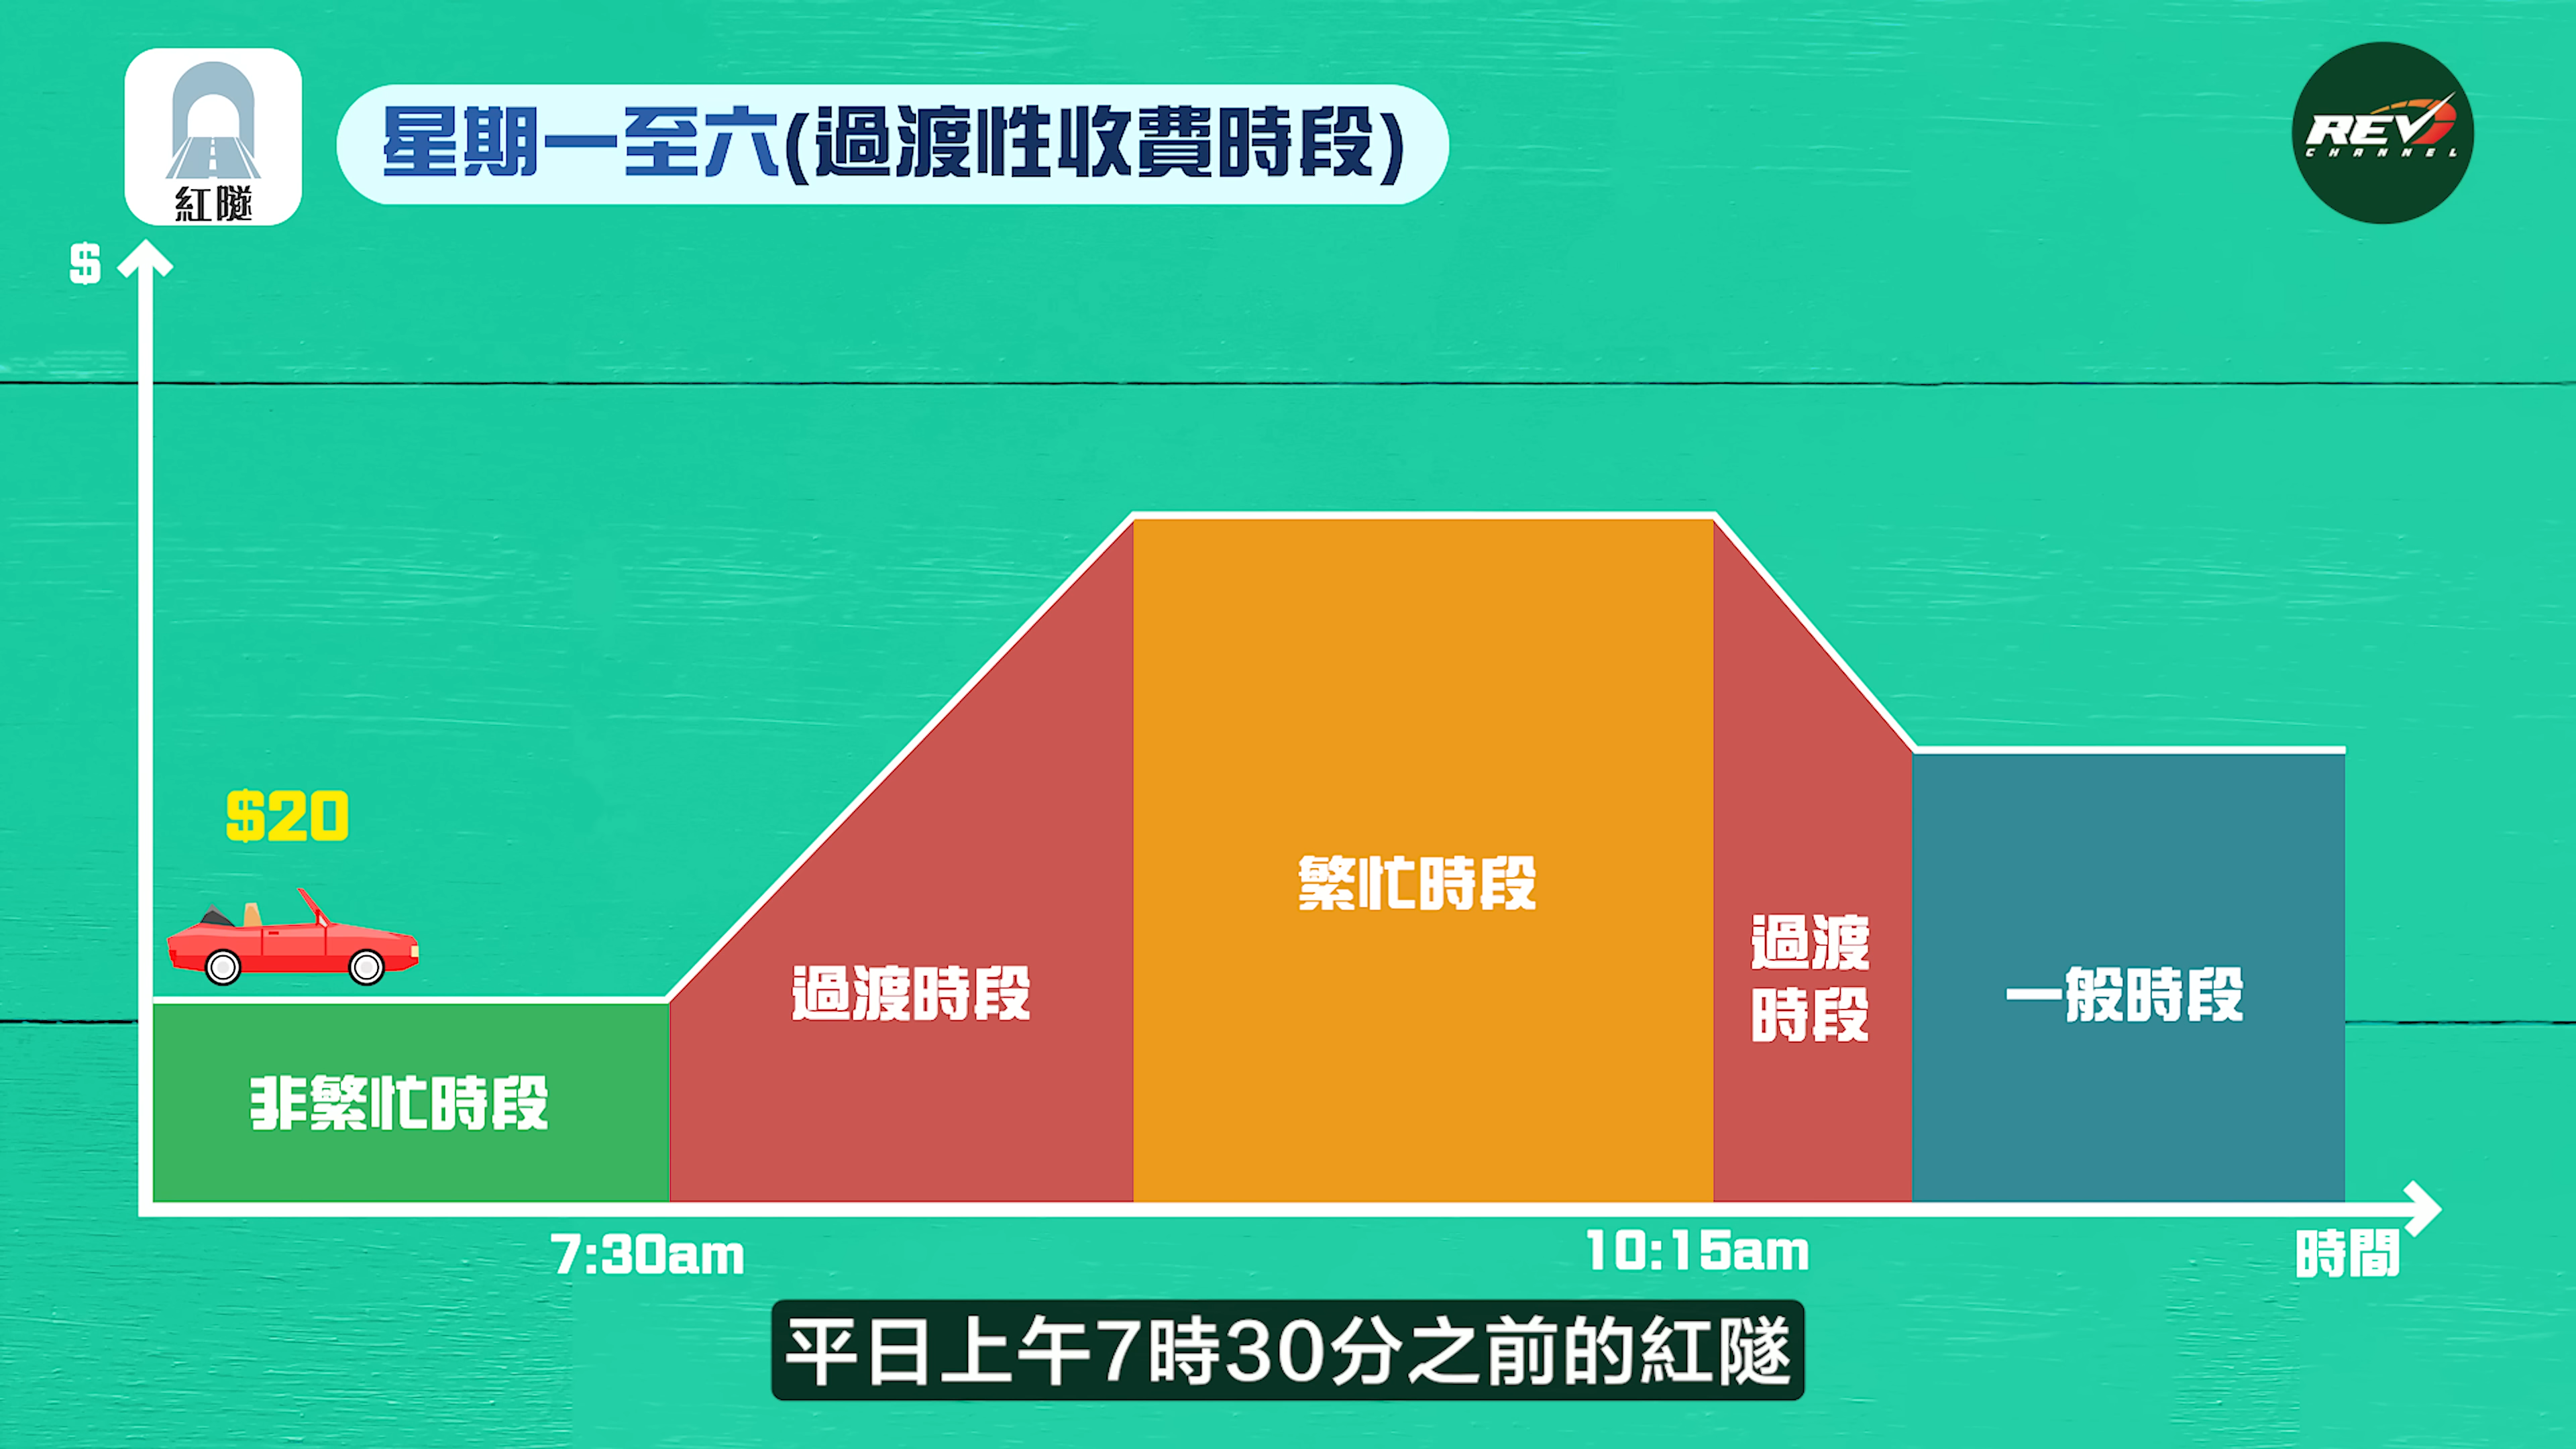 紅隧
星期一至六(過渡性收費時段)
REV
CHANNEL
$
$20
非繁忙時段
過渡時段
繁忙時段
過渡
時段
一般時段
7:30am
10:15am
時間
平日上午7時30分之前的紅隧